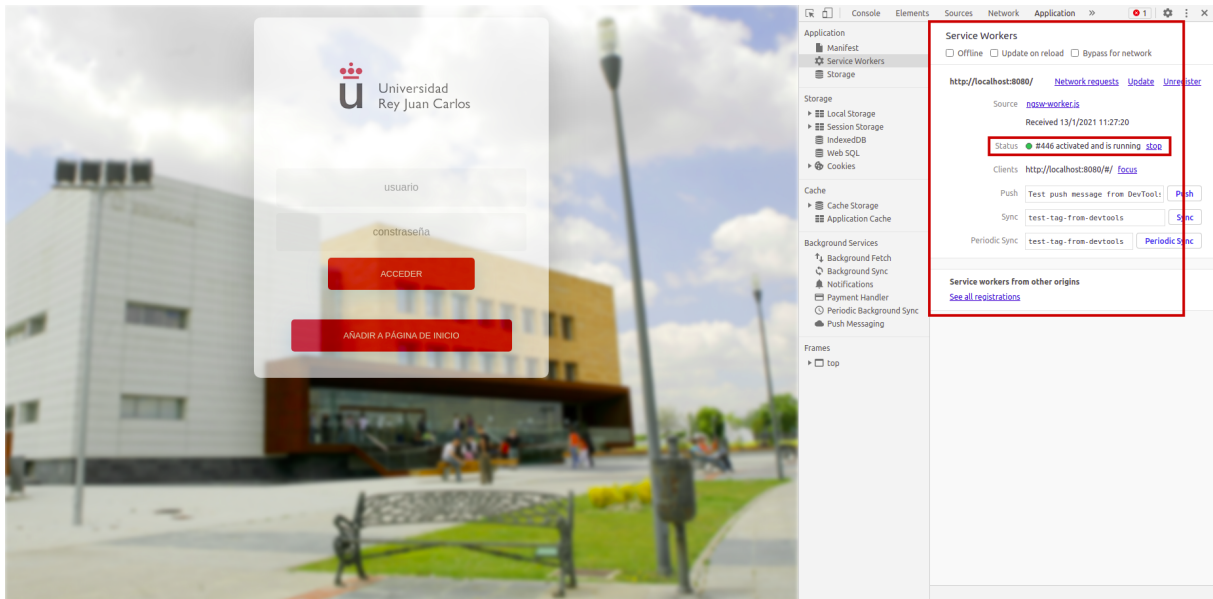 Universidad
Rey Juan Carlos
usuario
constraseña
ACCEDER
AÑADIR A PÁGINA DE INICIO
Console Elements Sources Network Application » 1
Application
Manifest
Service Workers
Storage
Storage
Local Storage
Session Storage
IndexedDB
Web SQL
Cookies
Cache
Cache Storage
Application Cache
Background Services
Background Fetch
Background Sync
Notifications
Payment Handler
Periodic Background Sync
Push Messaging
Frames
top
Service Workers
Offline Update on reload Bypass for network
http://localhost:8080/ Network requests Update Unregister
Source ngsw-worker.js
Received 13/1/2021 11:27:20
Status #446 activated and is running stop
Clients http://localhost:8080/#/ focus
Push Test push message from DevTools Push
Sync test-tag-from-devtools Sync
Periodic Sync test-tag-from-devtools Periodic Sync
Service workers from other origins
See all registrations